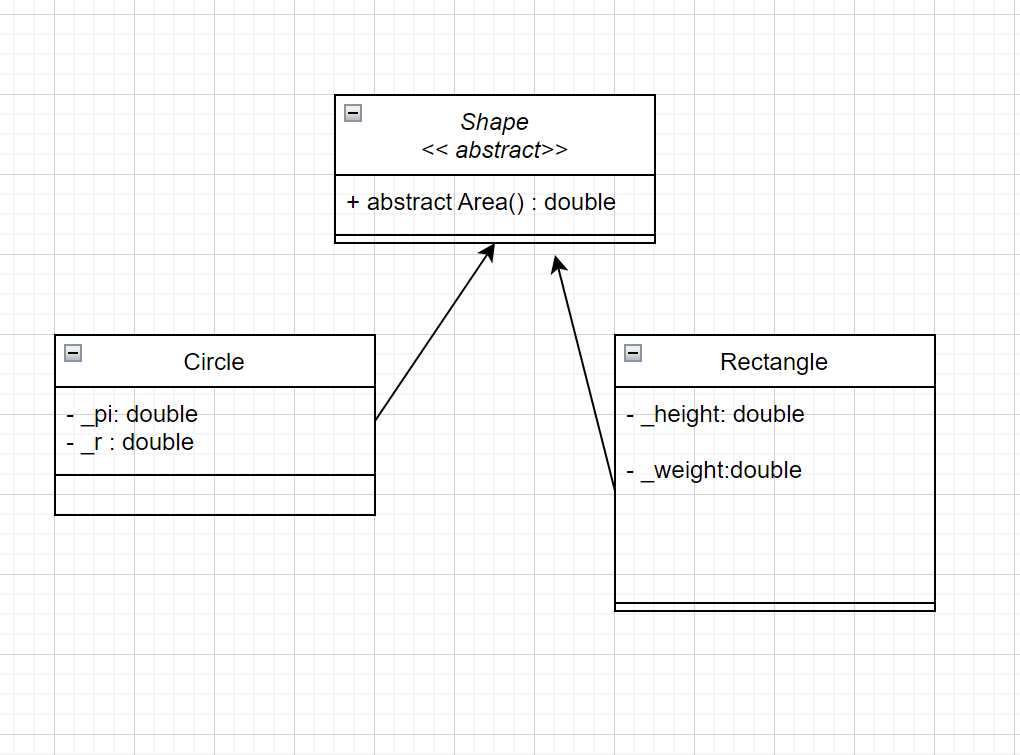 Shape
<< abstract>>
+ abstract Area() : double
Circle
- _pi: double
- _r : double
Rectangle
- _height: double
- _weight:double